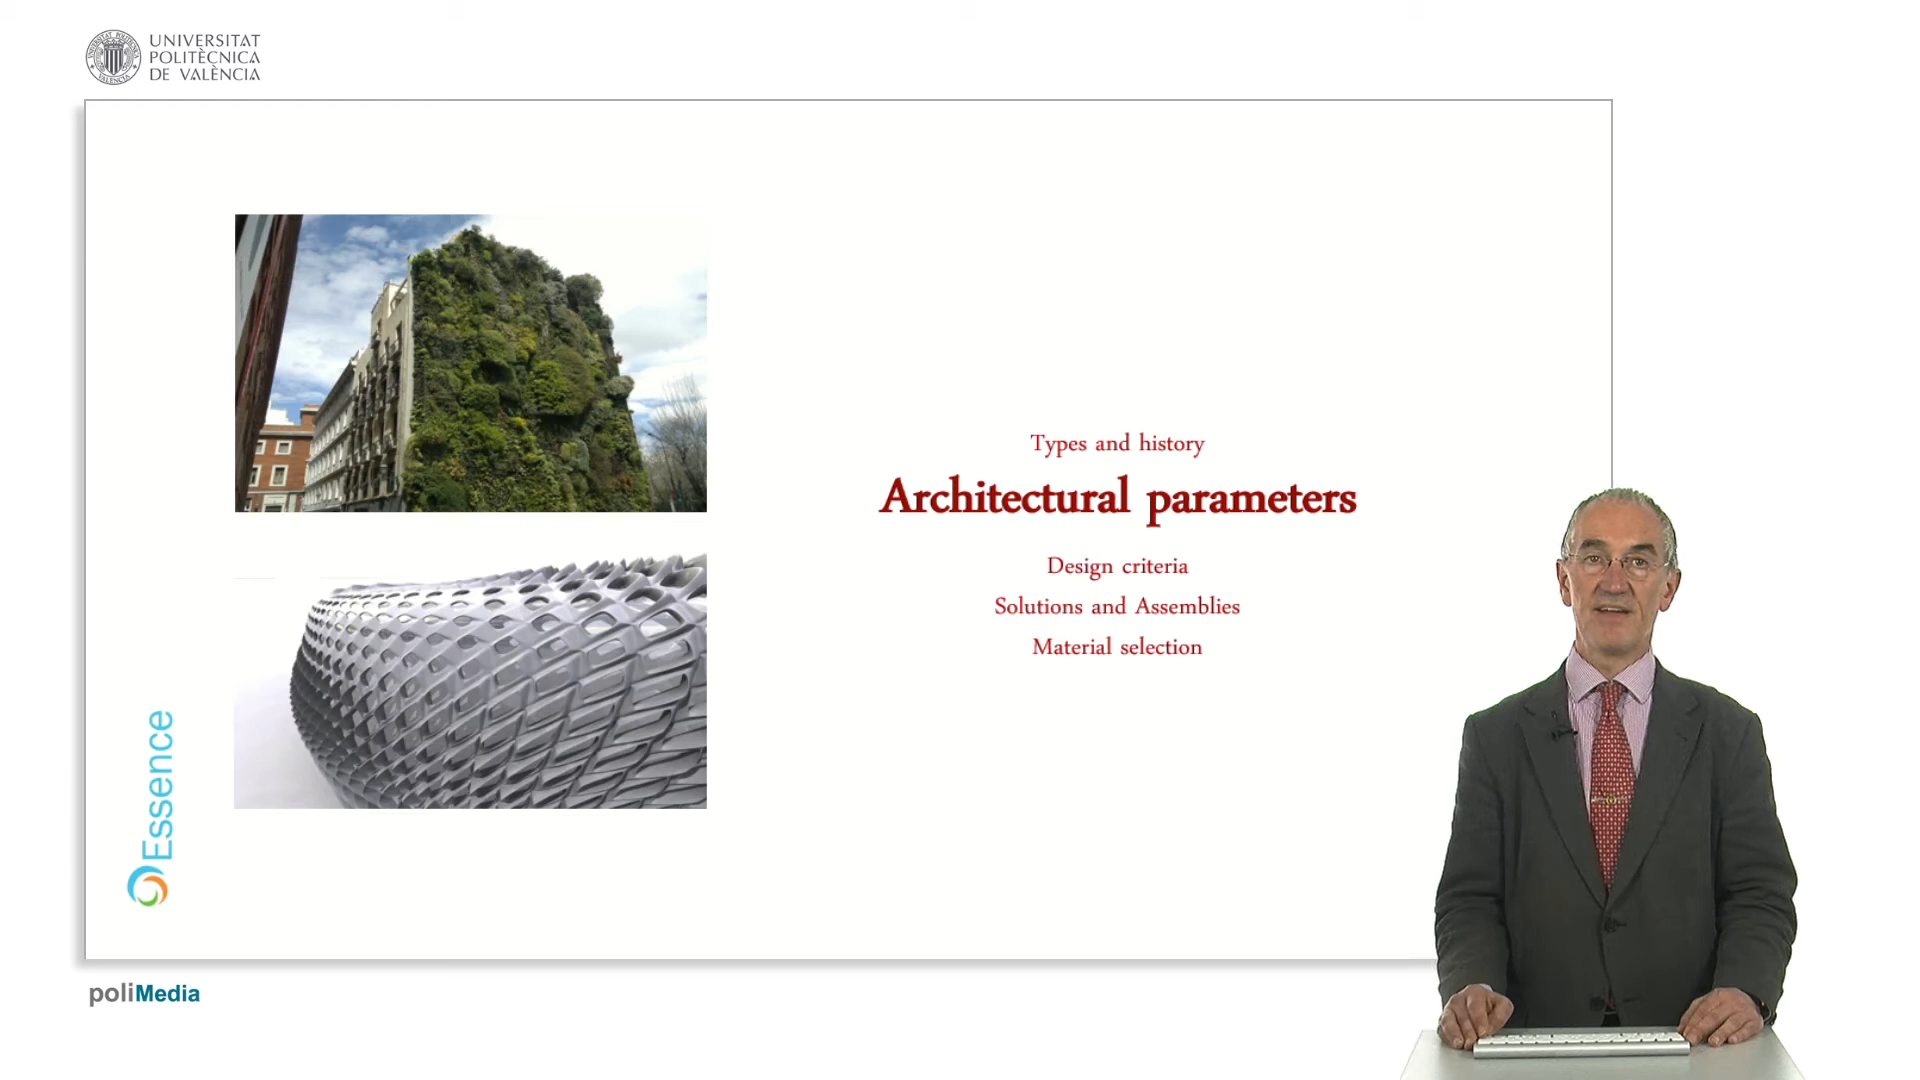 UNIVERSITAT
POLITÈCNICA
DE VALÈNCIA
Types and history
Architectural parameters
Design criteria
Solutions and Assemblies
Material selection
Essence
poliMedia